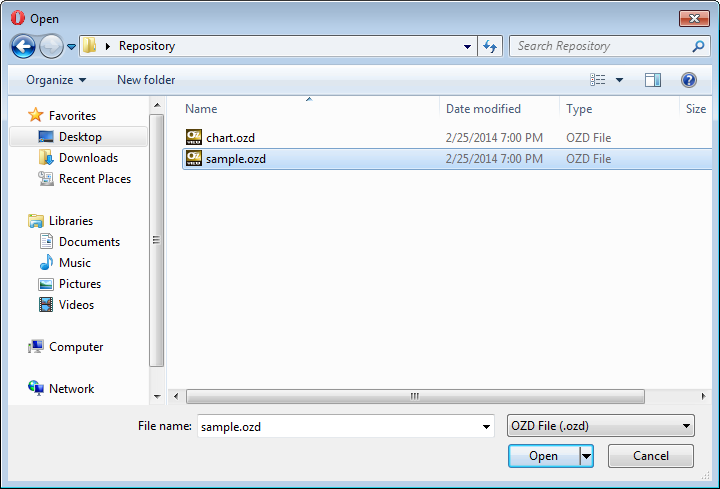 Open
Repository
Search Repository
Organize
New folder
Name
Date modified
Type
Size
Favorites
Desktop
Downloads
Recent Places
Libraries
Documents
Music
Pictures
Videos
Computer
Network
chart.ozd
2/25/2014 7:00 PM
OZD File
sample.ozd
2/25/2014 7:00 PM
OZD File
File name:
sample.ozd
OZD File (.ozd)
Open
Cancel